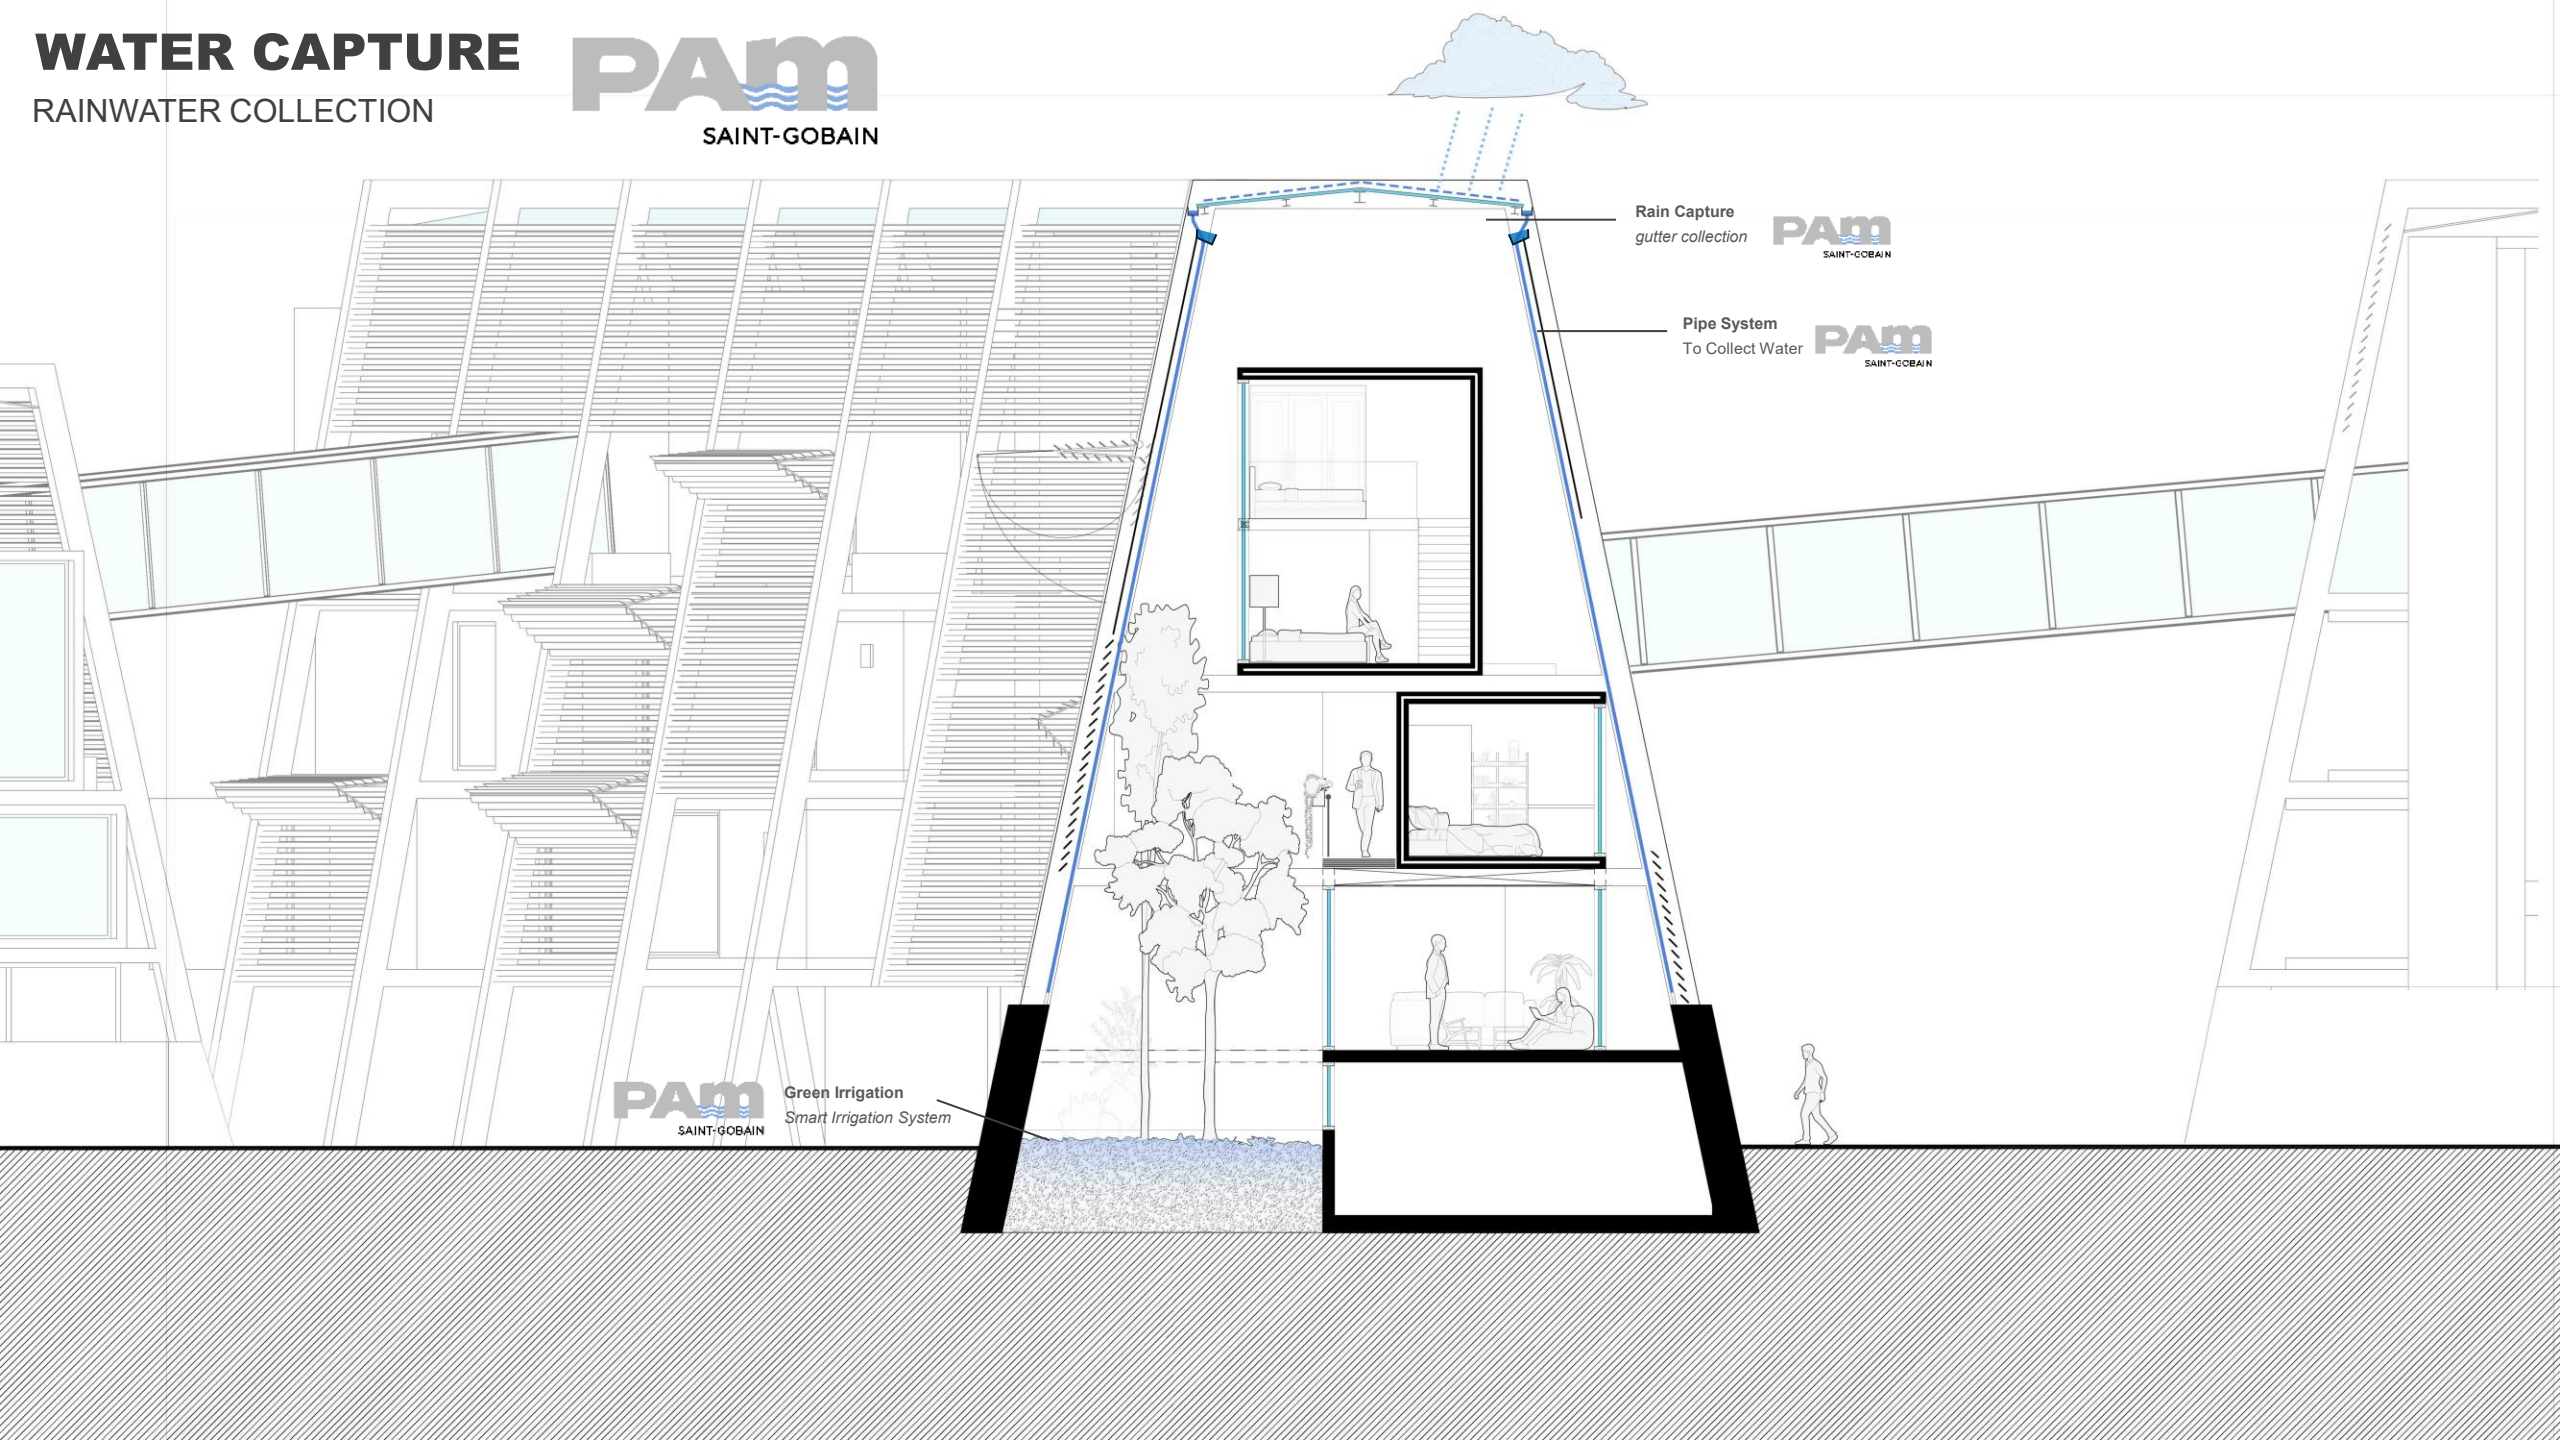 WATER CAPTURE
RAINWATER COLLECTION
PAm
SAINT-GOBAIN
Rain Capture
gutter collection
PAm
SAINT-GOBAIN
Pipe System
To Collect Water
PAm
SAINT-GOBAIN
PAm
SAINT-GOBAIN
Green Irrigation
Smart Irrigation System